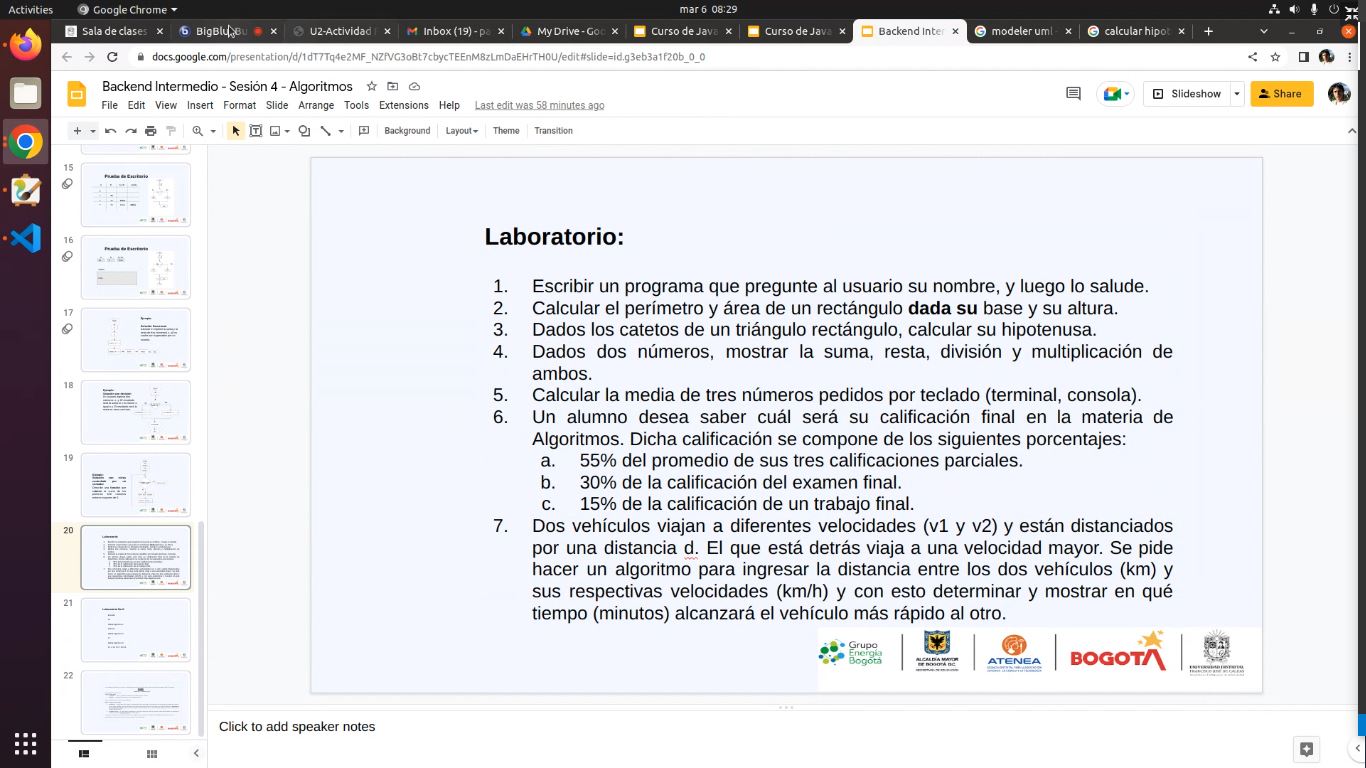 Activities
Google Chrome
mar 6 08:29
Sala de clases
BigBlueBu
U2-Actividad
Inbox (19) - pa
My Drive - Goo
Curso de Java
Curso de Java
Backend Inter
modeler uml -
calcular hipot
docs.google.com/presentation/d/1dT7Tq4e2MF_NZfVG3oBt7cbycTEEnM8zLmDaEHrTH0U/edit#slide=id.g3eb3a1f20b_0_0
Backend Intermedio - Sesión 4 - Algoritmos
File Edit View Insert Format Slide Arrange Tools Extensions Help Last edit was 58 minutes ago
Slideshow
Share
Background Layout Theme Transition
15
Prueba de Escritorio
16
Prueba de Escritorio
17
18
19
20
21
22
Laboratorio:
1. Escribir un programa que pregunte al usuario su nombre, y luego lo salude.
2. Calcular el perímetro y área de un rectángulo dada su base y su altura.
3. Dados los catetos de un triángulo rectángulo, calcular su hipotenusa.
4. Dados dos números, mostrar la suma, resta, división y multiplicación de
ambos.
5. Calcular la media de tres números pedidos por teclado (terminal, consola).
6. Un alumno desea saber cuál será su calificación final en la materia de
Algoritmos. Dicha calificación se compone de los siguientes porcentajes:
a. 55% del promedio de sus tres calificaciones parciales.
b. 30% de la calificación del examen final.
c. 15% de la calificación de un trabajo final.
7. Dos vehículos viajan a diferentes velocidades (v1 y v2) y están distanciados
por una distancia d. El que está detrás viaja a una velocidad mayor. Se pide
hacer un algoritmo para ingresar la distancia entre los dos vehículos (km) y
sus respectivas velocidades (km/h) y con esto determinar y mostrar en qué
tiempo (minutos) alcanzará el vehículo más rápido al otro.
Grupo
Energía
Bogotá
ALCALDÍA MAYOR
DE BOGOTÁ D.C.
ATENEA
BOGOTÁ
UNIVERSIDAD DISTRITAL
FRANCISCO JOSÉ DE CALDAS
Click to add speaker notes